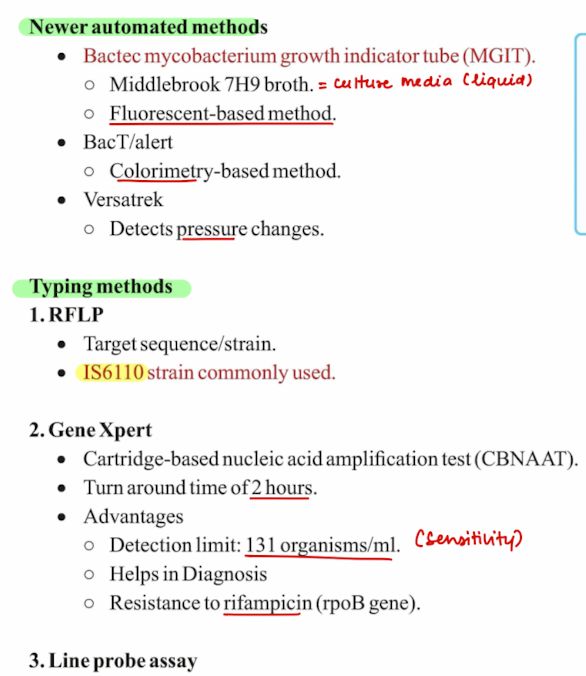 Newer automated methods
• Bactec mycobacterium growth indicator tube (MGIT).
○ Middlebrook 7H9 broth. = culture media (liquid)
○ Fluorescent-based method.
• BacT/alert
○ Colorimetry-based method.
• Versatrek
○ Detects pressure changes.
Typing methods
1. RFLP
• Target sequence/strain.
• IS6110 strain commonly used.
2. Gene Xpert
• Cartridge-based nucleic acid amplification test (CBNAAT).
• Turn around time of 2 hours.
• Advantages
○ Detection limit: 131 organisms/ml. (Sensitivity)
○ Helps in Diagnosis
○ Resistance to rifampicin (rpoB gene).
3. Line probe assay